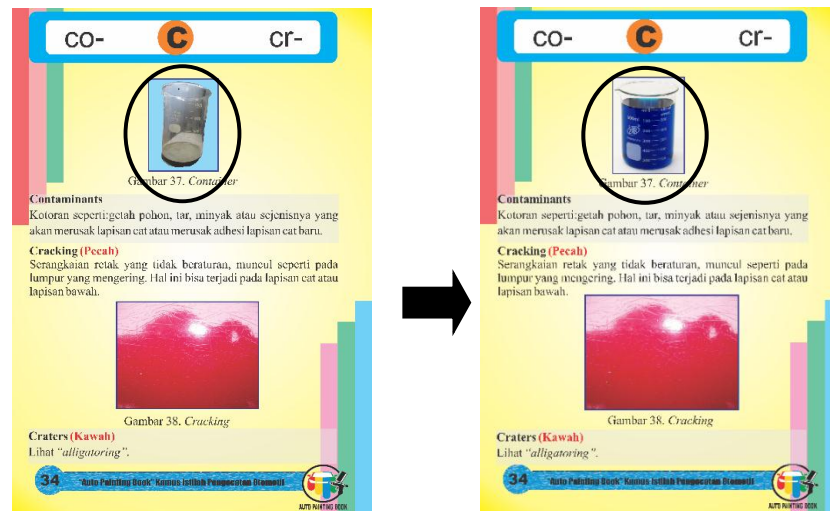 co- C cr-
Gambar 37. Container
Contaminants
Kotoran seperti:getah pohon, tar, minyak atau sejenisnya yang
akan merusak lapisan cat atau merusak adhesi lapisan cat baru.
Cracking (Pecah)
Serangkaian retak yang tidak beraturan, muncul seperti pada
lumpur yang mengering. Hal ini bisa terjadi pada lapisan cat atau
lapisan bawah.
Gambar 38. Cracking
Craters (Kawah)
Lihat “alligatoring”.
34 "Auto Painting Book" Kamus Istilah Pengecatan Otomotif
AUTO PAINTING BOOK
co- C cr-
Gambar 37. Container
Contaminants
Kotoran seperti:getah pohon, tar, minyak atau sejenisnya yang
akan merusak lapisan cat atau merusak adhesi lapisan cat baru.
Cracking (Pecah)
Serangkaian retak yang tidak beraturan, muncul seperti pada
lumpur yang mengering. Hal ini bisa terjadi pada lapisan cat atau
lapisan bawah.
Gambar 38. Cracking
Craters (Kawah)
Lihat “alligatoring”.
34 "Auto Painting Book" Kamus Istilah Pengecatan Otomotif
AUTO PAINTING BOOK